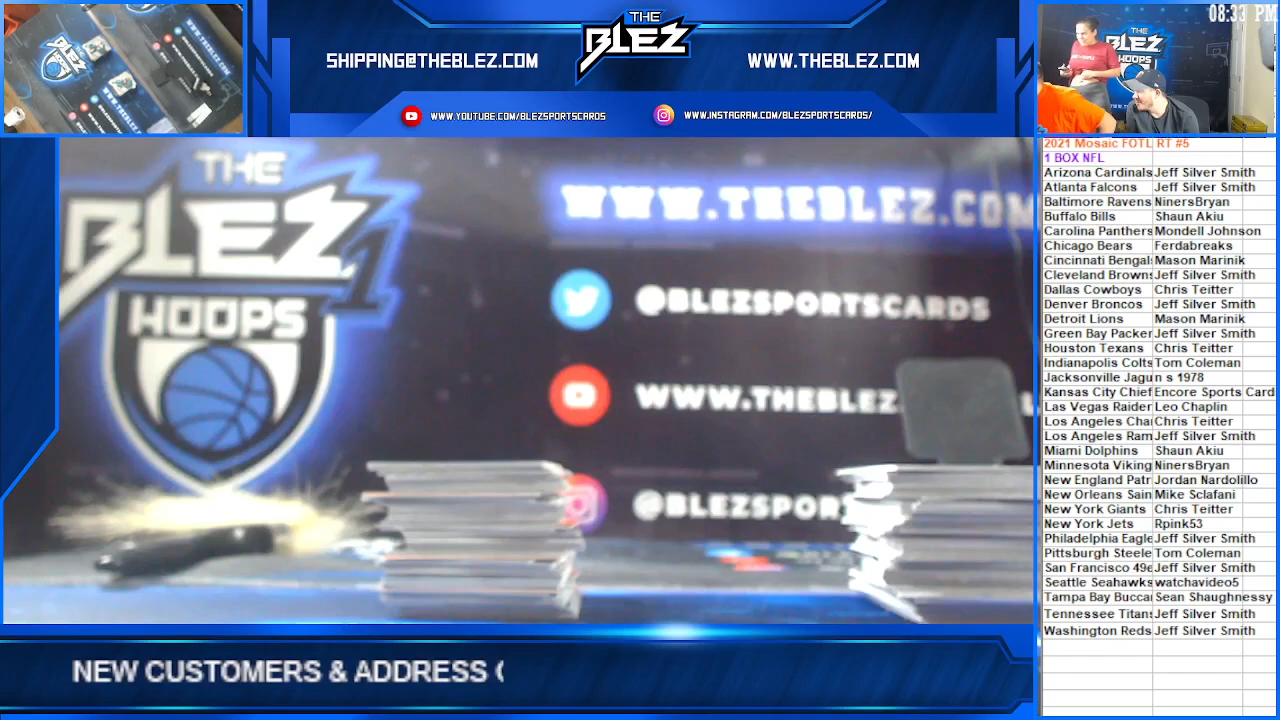 THE
BLEZ
SHIPPING@THEBLEZ.COM
WWW.THEBLEZ.COM
WWW.YOUTUBE.COM/BLEZSPORTSCARDS
WWW.INSTAGRAM.COM/BLEZSPORTSCARDS/
08:33 PM
THE
BLEZ
HOOPS
THE
BLEZ
1
HOOPS
WWW.THEBLEZ.COM
@BLEZSPORTSCARDS
WWW.THEBLEZ
@BLEZSPOR
2021 Mosaic FOTL RT #5
1 BOX NFL
Arizona Cardinals Jeff Silver Smith
Atlanta Falcons Jeff Silver Smith
Baltimore Ravens NinersBryan
Buffalo Bills Shaun Akiu
Carolina Panthers Mondell Johnson
Chicago Bears Ferdabreaks
Cincinnati Bengals Mason Marinik
Cleveland Browns Jeff Silver Smith
Dallas Cowboys Chris Teitter
Denver Broncos Jeff Silver Smith
Detroit Lions Mason Marinik
Green Bay Packer Jeff Silver Smith
Houston Texans Chris Teitter
Indianapolis Colts Tom Coleman
Jacksonville Jagu n s 1978
Kansas City Chief Encore Sports Card
Las Vegas Raider Leo Chaplin
Los Angeles Cha Chris Teitter
Los Angeles Ram Jeff Silver Smith
Miami Dolphins Shaun Akiu
Minnesota Viking NinersBryan
New England Patr Jordan Nardolillo
New Orleans Sain Mike Sclafani
New York Giants Chris Teitter
New York Jets Rpink53
Philadelphia Eagle Jeff Silver Smith
Pittsburgh Steele Tom Coleman
San Francisco 49e Jeff Silver Smith
Seattle Seahawks watchavideo5
Tampa Bay Bucca Sean Shaughnessy
Tennessee Titans Jeff Silver Smith
Washington Reds Jeff Silver Smith
NEW CUSTOMERS & ADDRESS